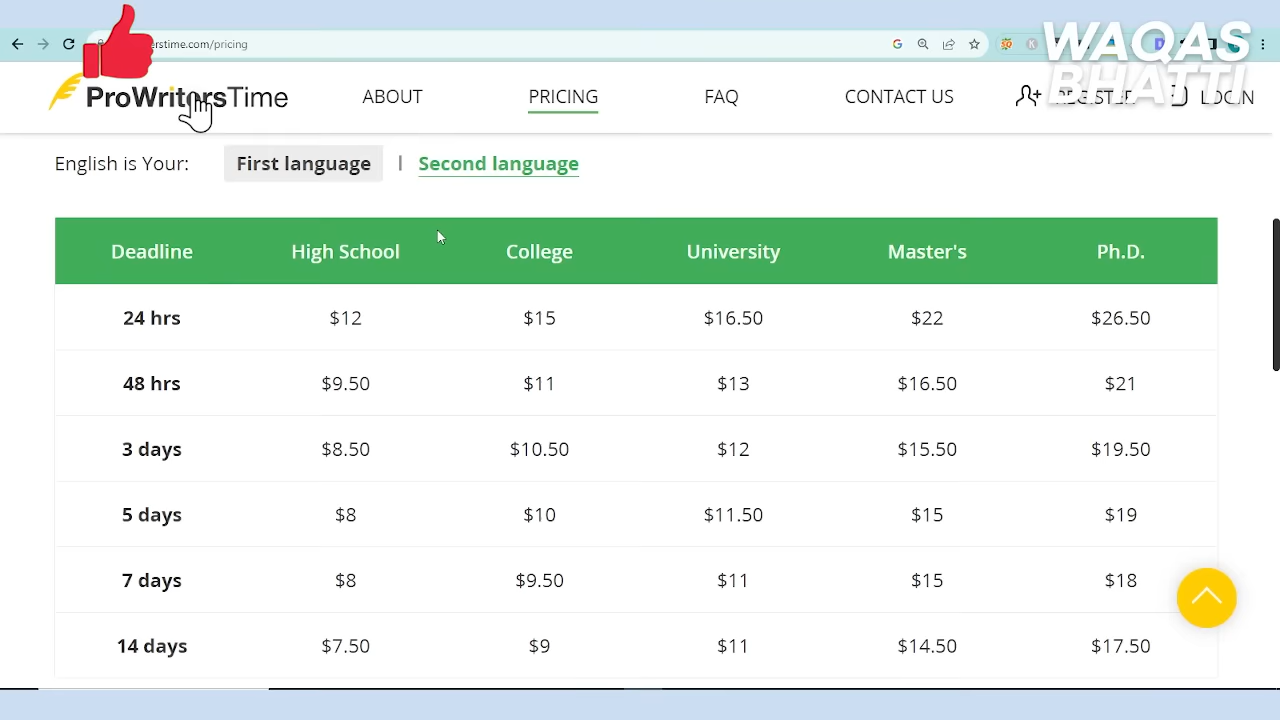 erstime.com/pricing
WAQAS
BHATTI
ProWritersTime
ABOUT
PRICING
FAQ
CONTACT US
REGISTER
LOGIN
English is Your: First language | Second language
Deadline High School College University Master's Ph.D.
24 hrs $12 $15 $16.50 $22 $26.50
48 hrs $9.50 $11 $13 $16.50 $21
3 days $8.50 $10.50 $12 $15.50 $19.50
5 days $8 $10 $11.50 $15 $19
7 days $8 $9.50 $11 $15 $18
14 days $7.50 $9 $11 $14.50 $17.50